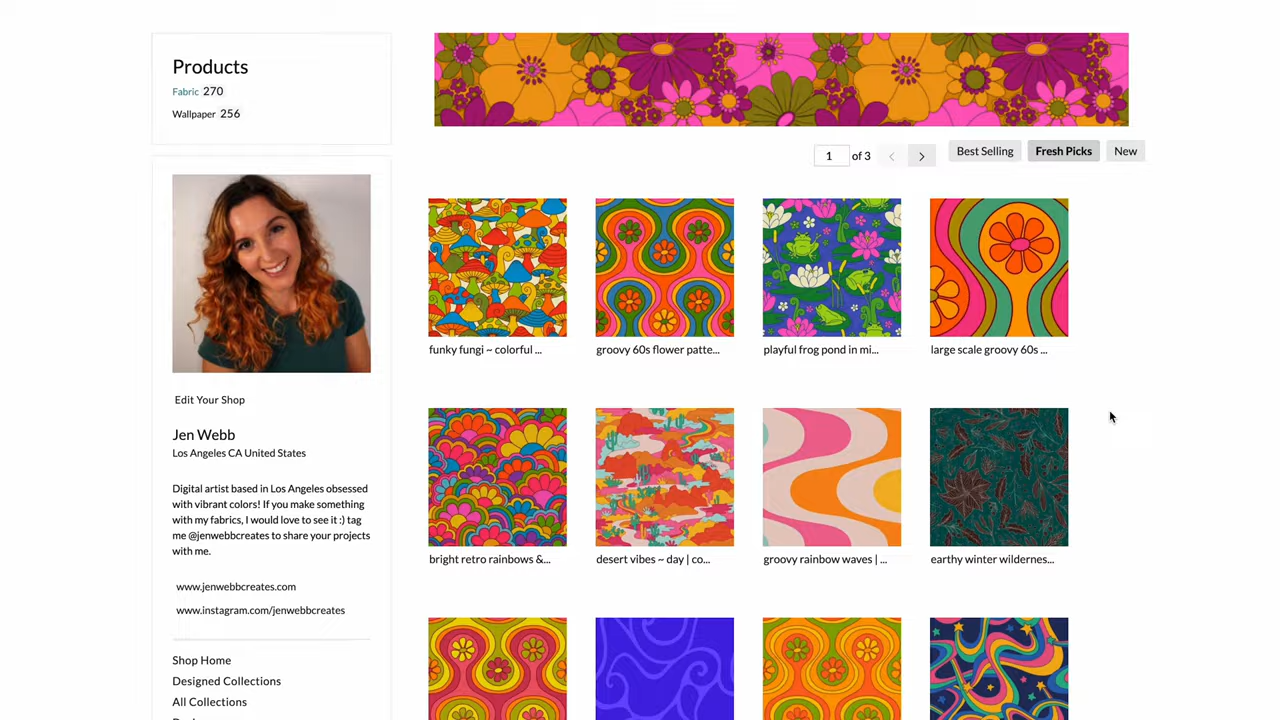 Products
Fabric 270
Wallpaper 256
1 of 3
Best Selling
Fresh Picks
New
funky fungi ~ colorful ...
groovy 60s flower patte...
playful frog pond in mi...
large scale groovy 60s ...
Edit Your Shop
Jen Webb
Los Angeles CA United States
Digital artist based in Los Angeles obsessed
with vibrant colors! If you make something
with my fabrics, I would love to see it :) tag
me @jenwebbcreates to share your projects
with me.
www.jenwebbcreates.com
www.instagram.com/jenwebbcreates
bright retro rainbows &...
desert vibes ~ day | co...
groovy rainbow waves | ...
earthy winter wildernes...
Shop Home
Designed Collections
All Collections